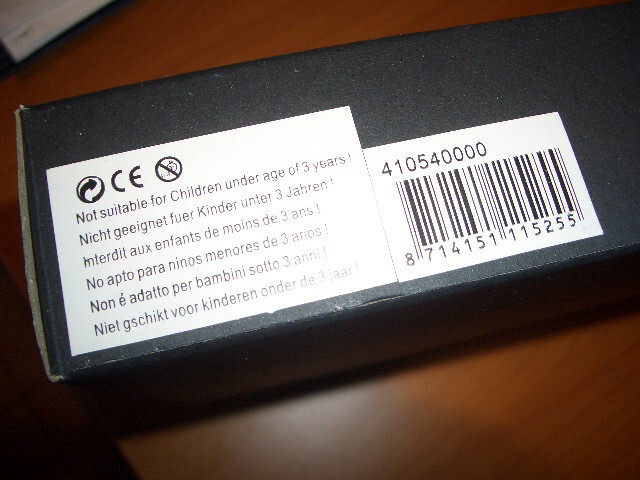 CE
Not suitable for Children under age of 3 years !
Nicht geeignet fuer Kinder unter 3 Jahren !
Interdit aux enfants de moins de 3 ans !
No apto para ninos menores de 3 anos !
Non é adatto per bambini sotto 3 anni !
Niet gschikt voor kinderen onder de 3 jaar !
410540000
8 714151 115255